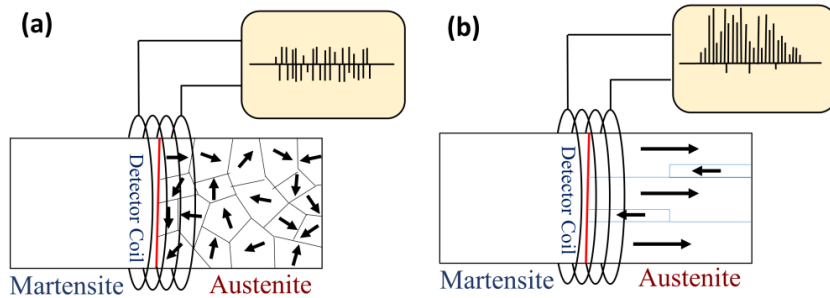 (a)
Detector Coil
Martensite
Austenite
(b)
Detector Coil
Martensite
Austenite